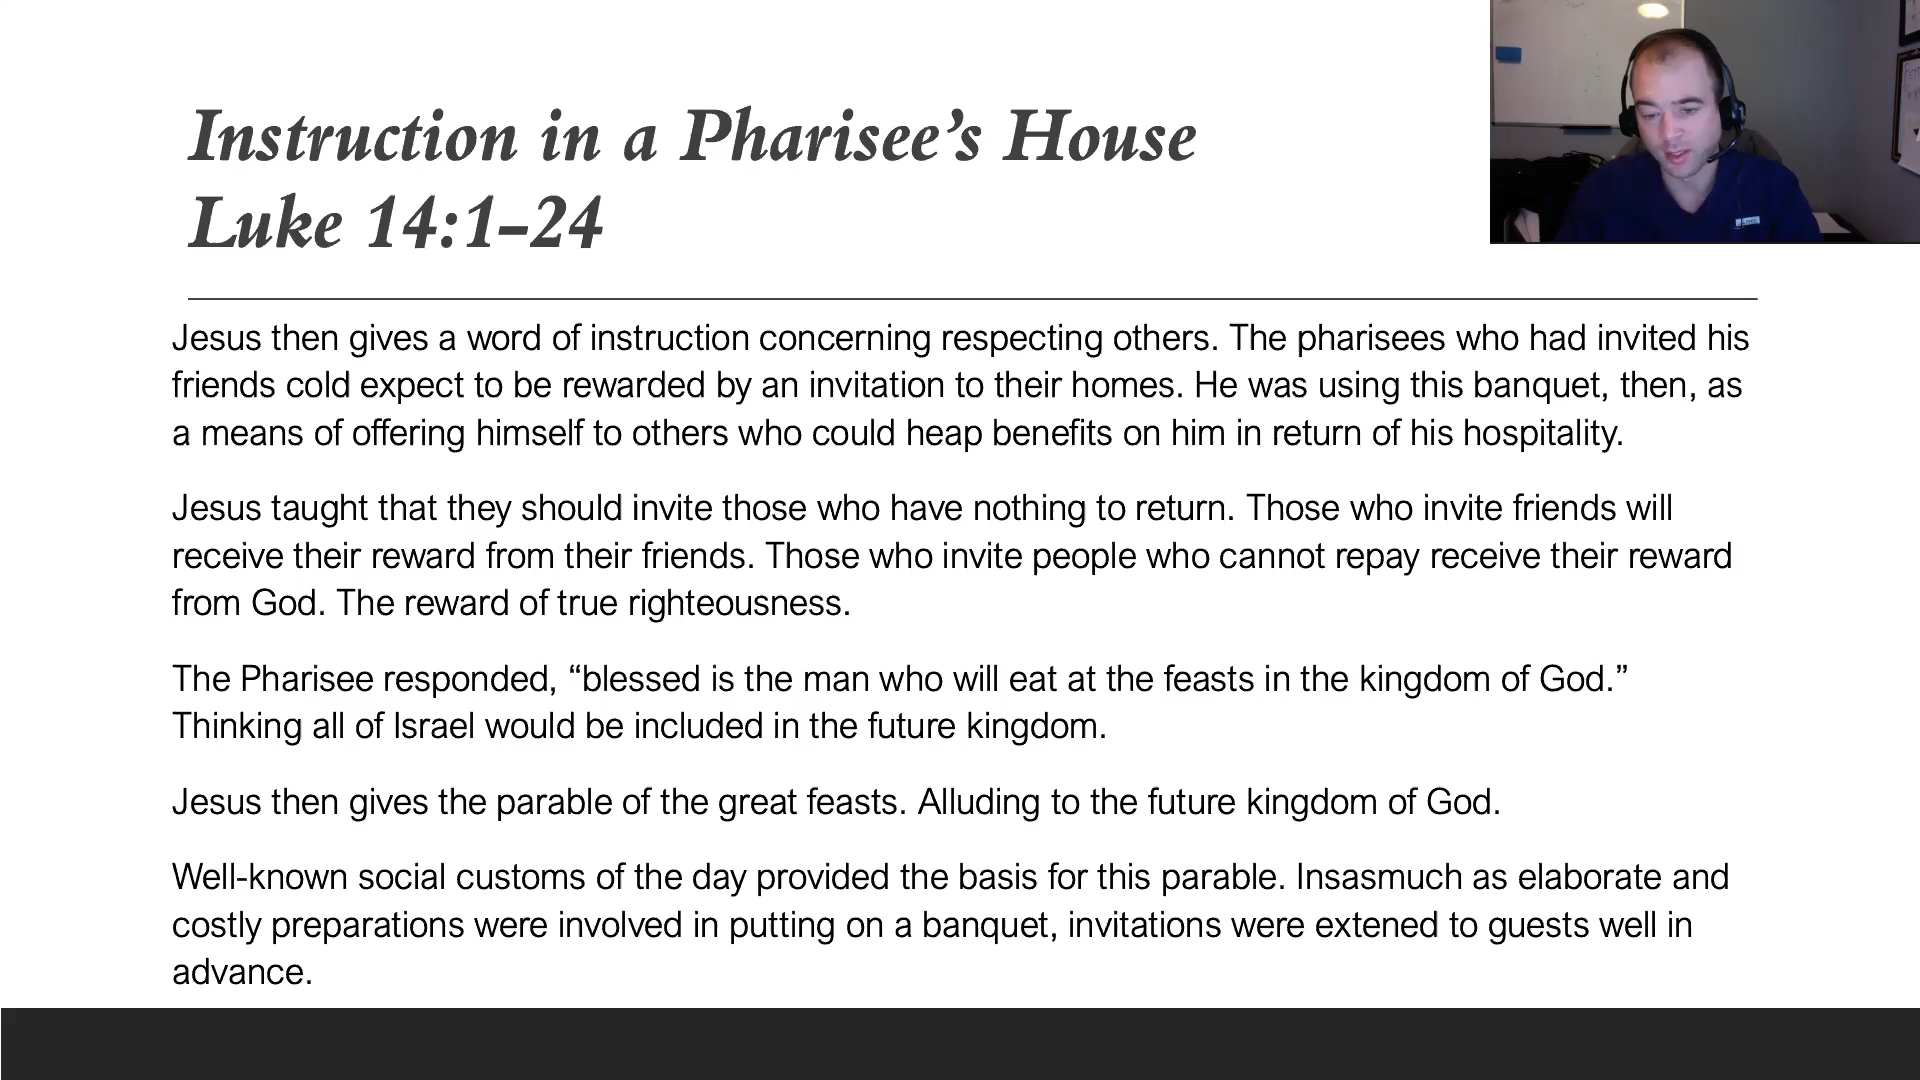 Instruction in a Pharisee’s House
Luke 14:1–24
Jesus then gives a word of instruction concerning respecting others. The pharisees who had invited his
friends cold expect to be rewarded by an invitation to their homes. He was using this banquet, then, as
a means of offering himself to others who could heap benefits on him in return of his hospitality.
Jesus taught that they should invite those who have nothing to return. Those who invite friends will
receive their reward from their friends. Those who invite people who cannot repay receive their reward
from God. The reward of true righteousness.
The Pharisee responded, “blessed is the man who will eat at the feasts in the kingdom of God.”
Thinking all of Israel would be included in the future kingdom.
Jesus then gives the parable of the great feasts. Alluding to the future kingdom of God.
Well-known social customs of the day provided the basis for this parable. Insasmuch as elaborate and
costly preparations were involved in putting on a banquet, invitations were extened to guests well in
advance.